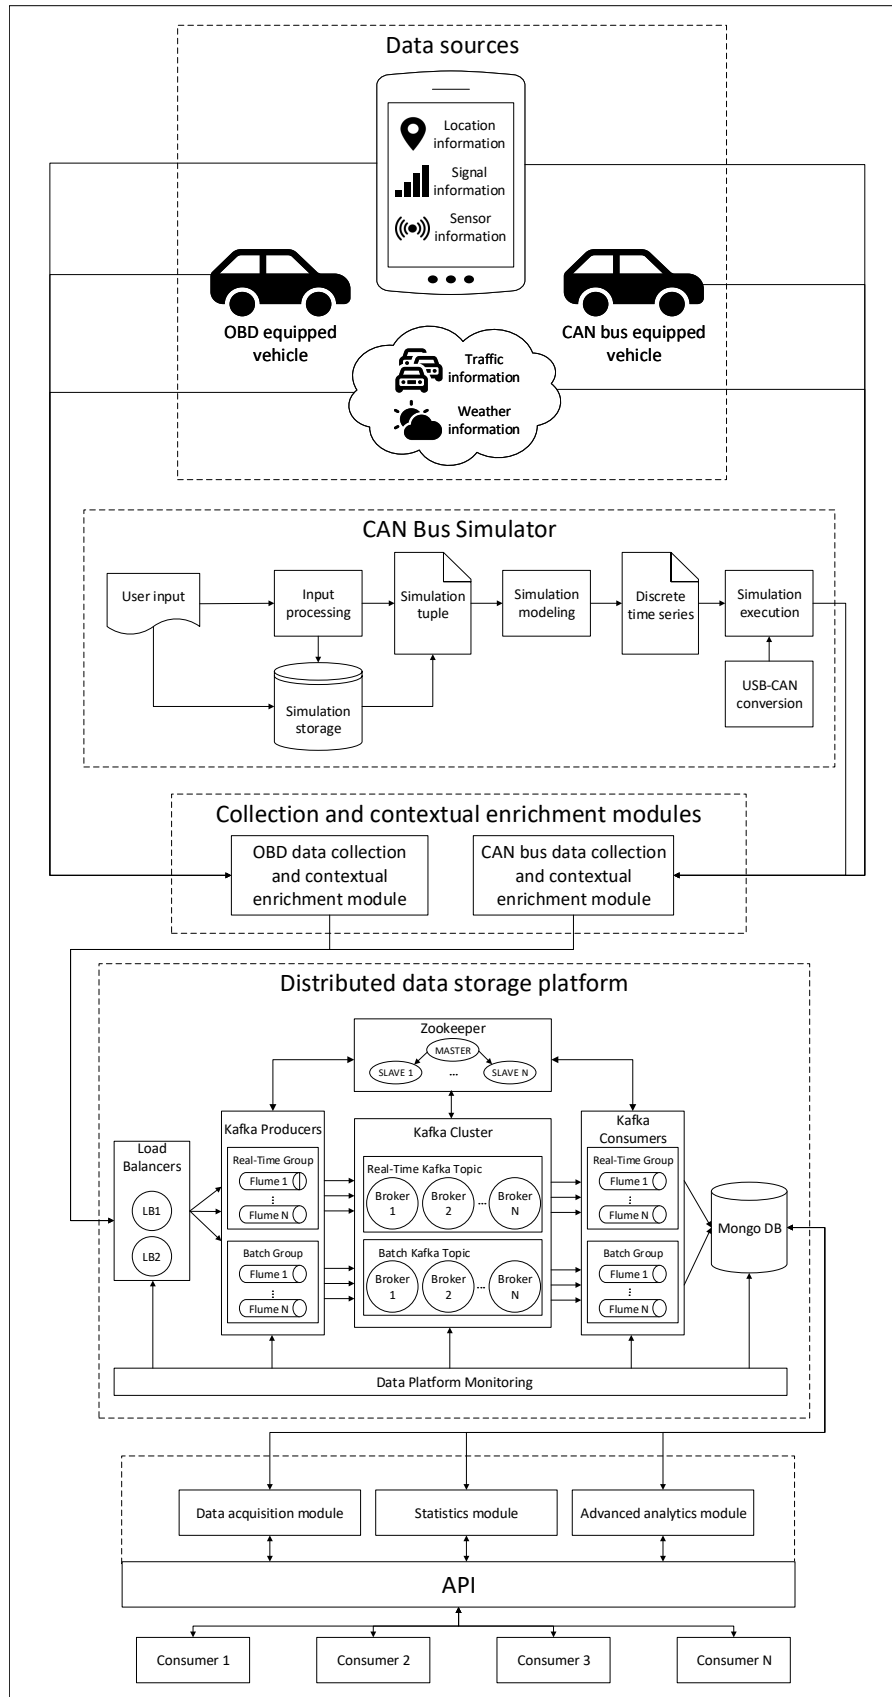 Data sources
Location
information
Signal
information
Sensor
information
OBD equipped
vehicle
CAN bus equipped
vehicle
Traffic
information
Weather
information
CAN Bus Simulator
User input
Input
processing
Simulation
tuple
Simulation
modeling
Discrete
time series
Simulation
execution
Simulation
storage
USB-CAN
conversion
Collection and contextual enrichment modules
OBD data collection
and contextual
enrichment module
CAN bus data collection
and contextual
enrichment module
Distributed data storage platform
Zookeeper
MASTER
SLAVE 1
...
SLAVE N
Load
Balancers
LB1
LB2
Kafka Producers
Real-Time Group
Flume 1
...
Flume N
Batch Group
Flume 1
...
Flume N
Kafka Cluster
Real-Time Kafka Topic
Broker
1
Broker
2
...
Broker
N
Batch Kafka Topic
Broker
1
Broker
2
...
Broker
N
Kafka
Consumers
Real-Time Group
Flume 1
...
Flume N
Batch Group
Flume 1
...
Flume N
Mongo DB
Data Platform Monitoring
Data acquisition module
Statistics module
Advanced analytics module
API
Consumer 1
Consumer 2
Consumer 3
Consumer N